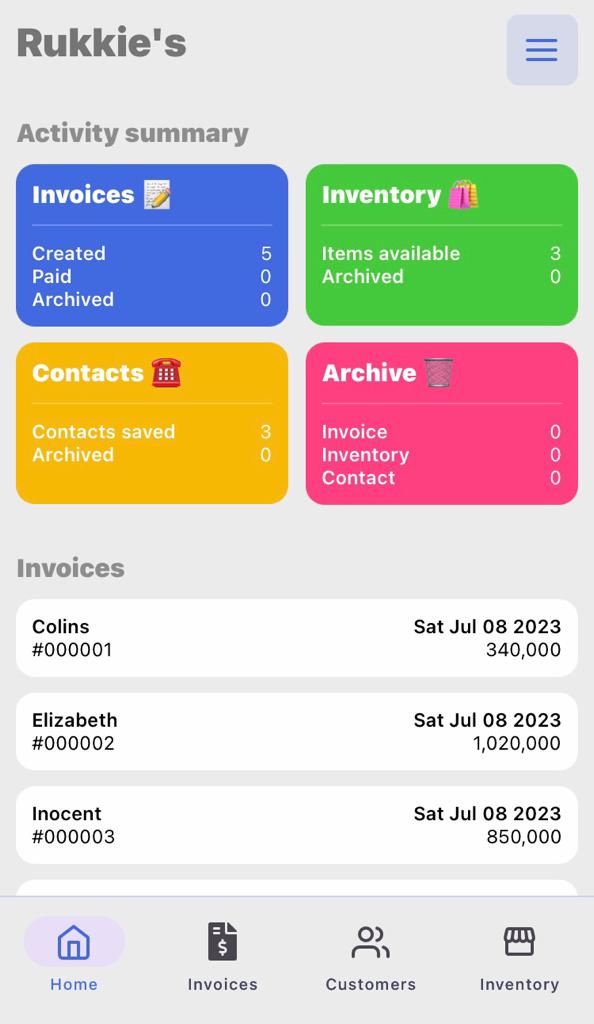 Rukkie's
Activity summary
Invoices 📝
Created 5
Paid 0
Archived 0
Inventory 🛍️
Items available 3
Archived 0
Contacts ☎️
Contacts saved 3
Archived 0
Archive 🗑️
Invoice 0
Inventory 0
Contact 0
Invoices
Colins Sat Jul 08 2023
#000001 340,000
Elizabeth Sat Jul 08 2023
#000002 1,020,000
Inocent Sat Jul 08 2023
#000003 850,000
Home Invoices Customers Inventory